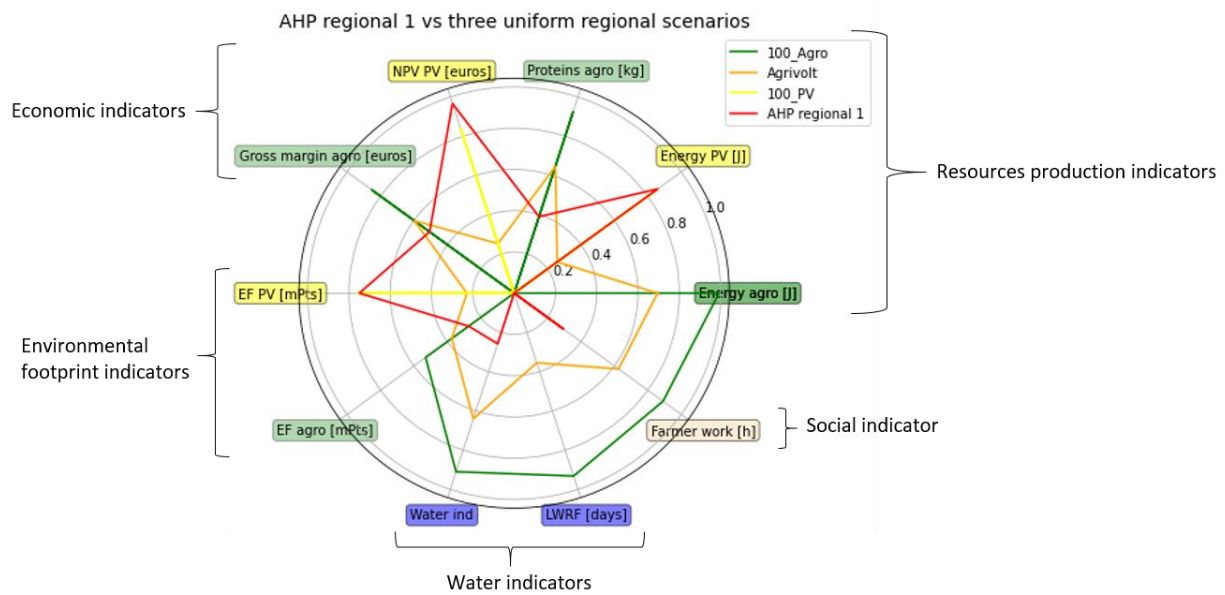 AHP regional 1 vs three uniform regional scenarios
100_Agro
Agrivolt
100_PV
AHP regional 1
NPV PV [euros]
Proteins agro [kg]
Economic indicators
Gross margin agro [euros]
Energy PV [J]
Resources production indicators
1.0
0.8
0.6
0.4
0.2
EF PV [mPts]
Energy agro [J]
Environmental
footprint indicators
EF agro [mPts]
Farmer work [h]
Social indicator
Water ind
LWRF [days]
Water indicators